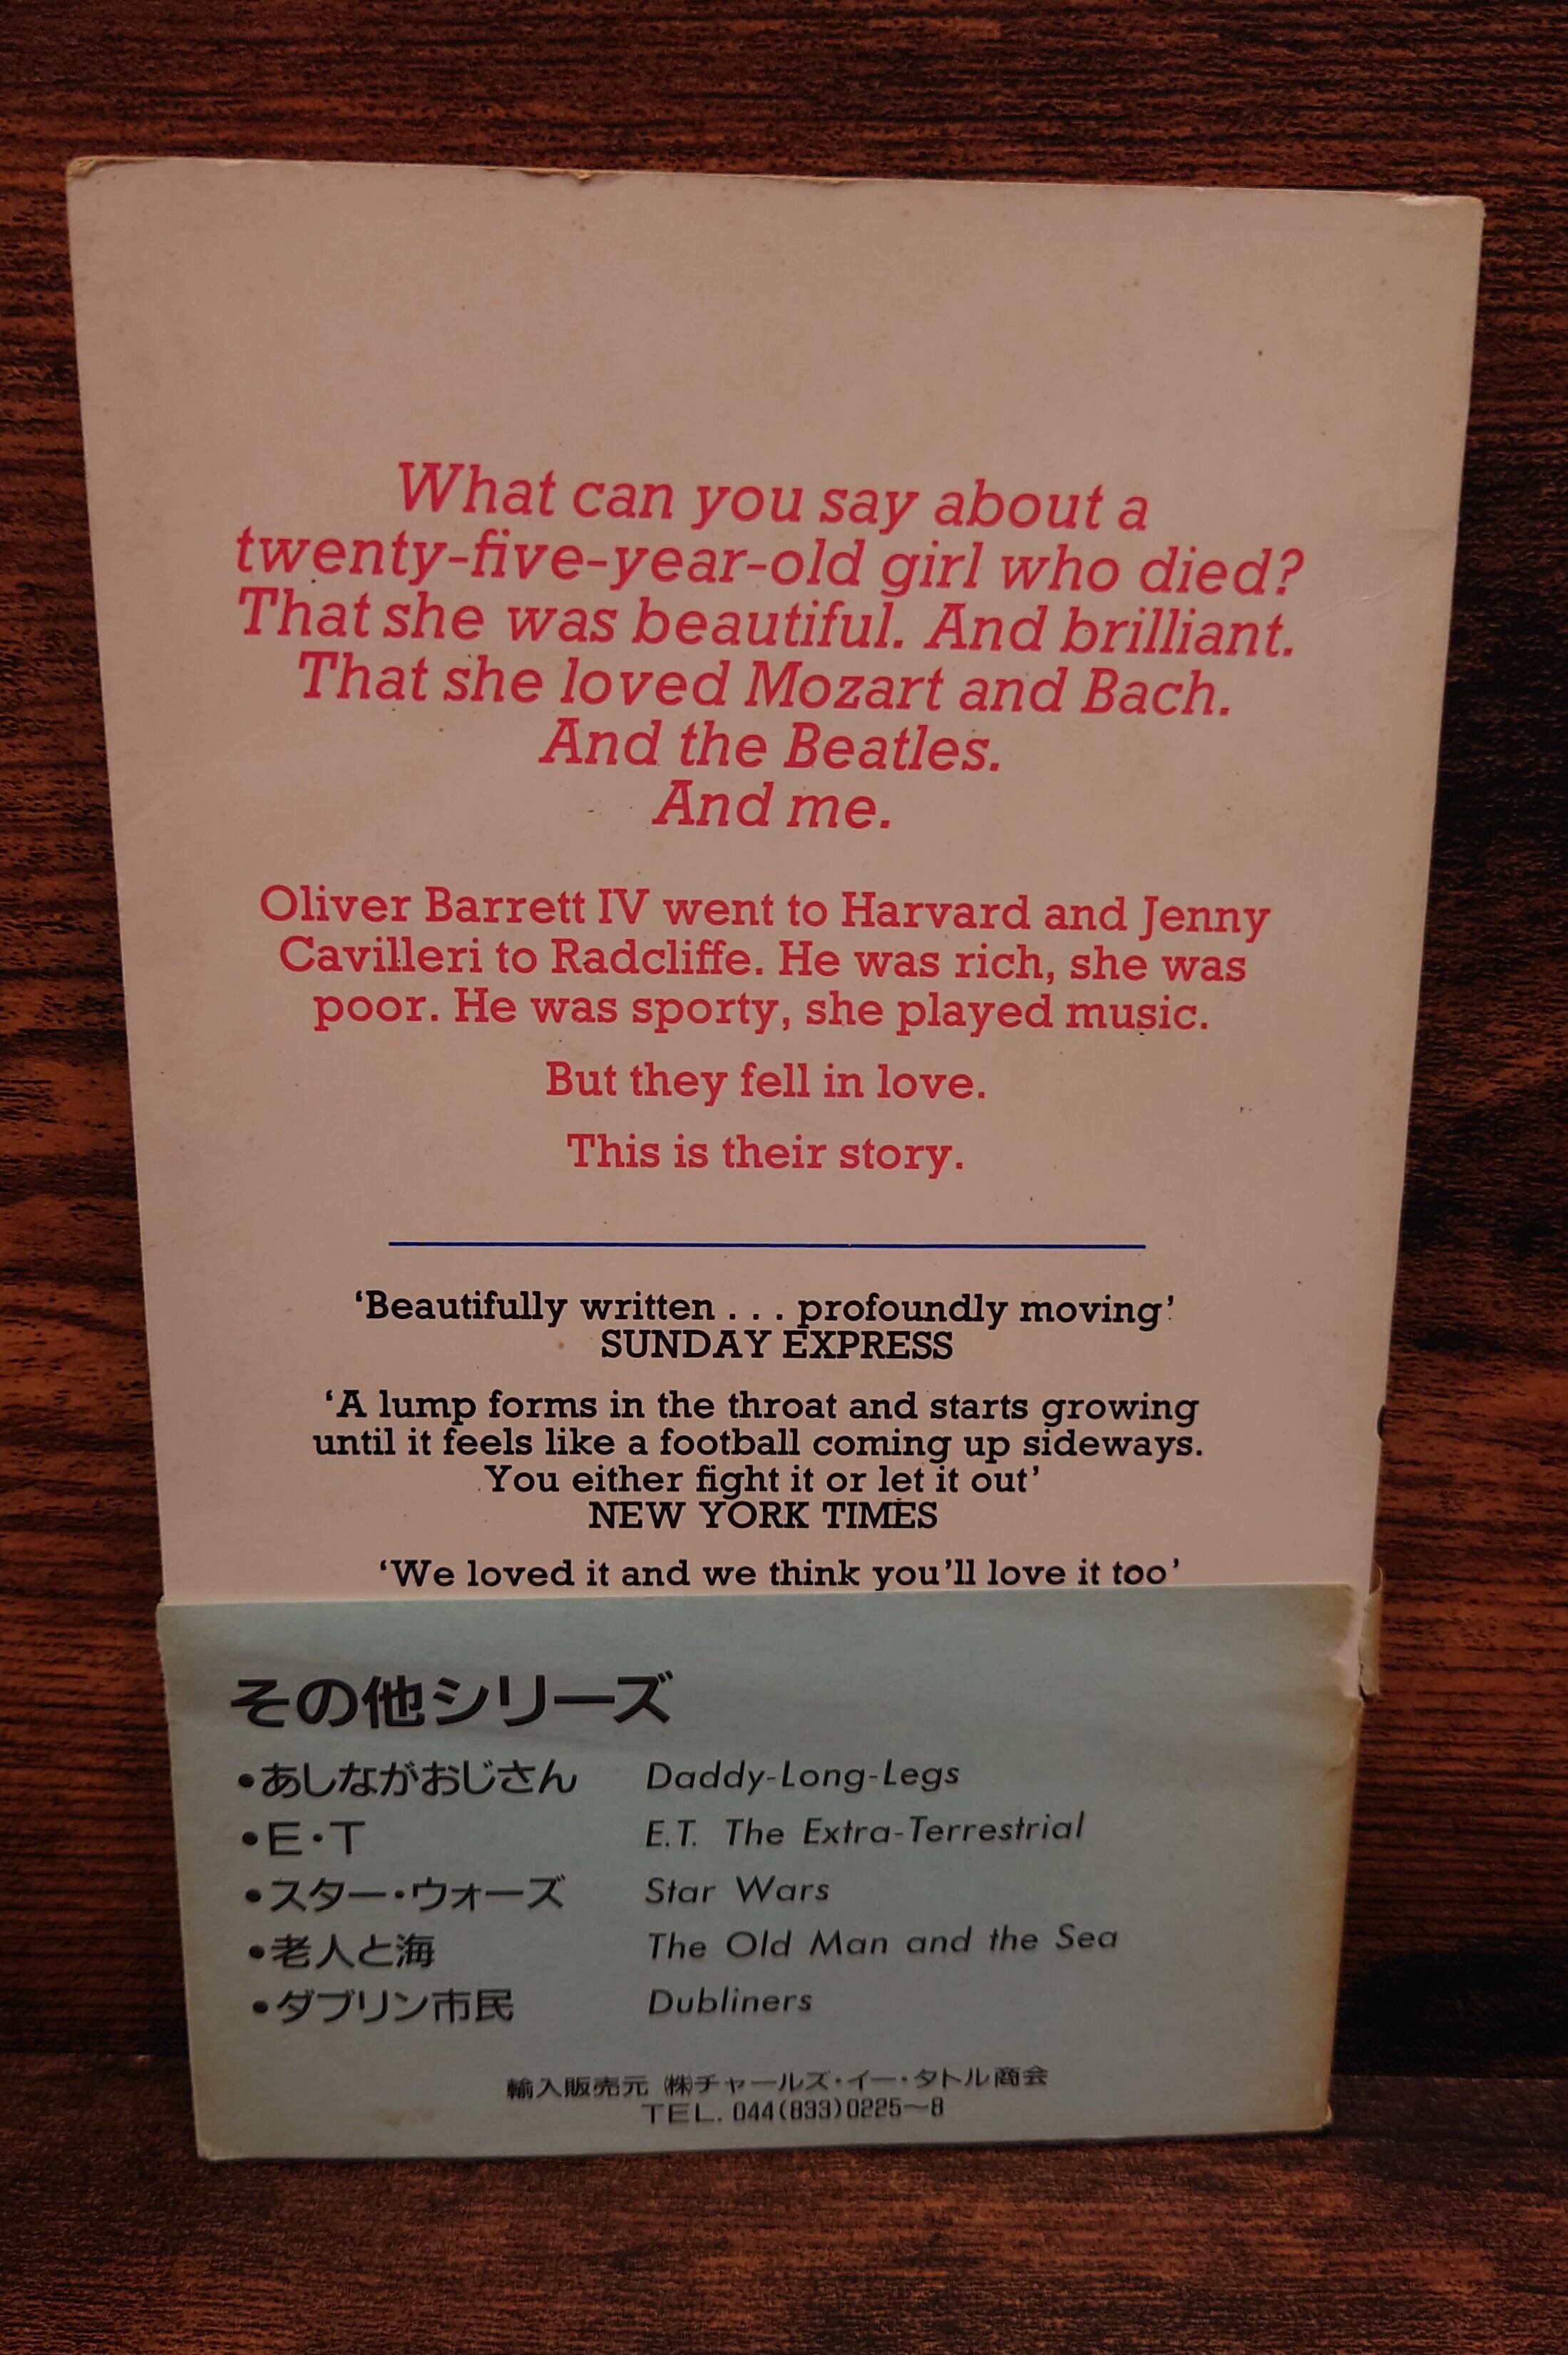 What can you say about a
twenty-five-year-old girl who died?
That she was beautiful. And brilliant.
That she loved Mozart and Bach.
And the Beatles.
And me.
Oliver Barrett IV went to Harvard and Jenny
Cavilleri to Radcliffe. He was rich, she was
poor. He was sporty, she played music.
But they fell in love.
This is their story.
‘Beautifully written . . . profoundly moving’
SUNDAY EXPRESS
‘A lump forms in the throat and starts growing
until it feels like a football coming up sideways.
You either fight it or let it out’
NEW YORK TIMES
‘We loved it and we think you’ll love it too’
その他シリーズ
•あしながおじさん Daddy-Long-Legs
•E・T E.T. The Extra-Terrestrial
•スター・ウォーズ Star Wars
•老人と海 The Old Man and the Sea
•ダブリン市民 Dubliners
輸入販売元 ㈱チャールズ・イー・タトル商会
TEL. 044(833)0225〜8